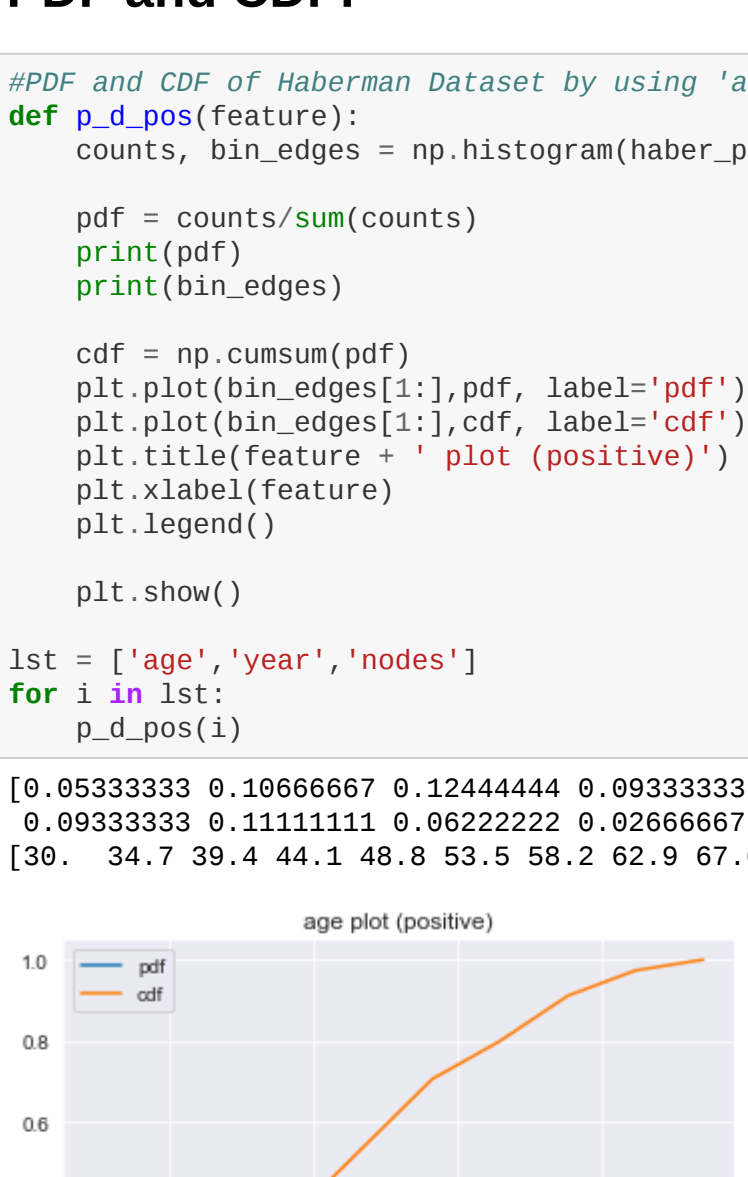 #PDF and CDF of Haberman Dataset by using 'a
def p_d_pos(feature):
    counts, bin_edges = np.histogram(haber_p
    pdf = counts/sum(counts)
    print(pdf)
    print(bin_edges)
    cdf = np.cumsum(pdf)
    plt.plot(bin_edges[1:],pdf, label='pdf')
    plt.plot(bin_edges[1:],cdf, label='cdf')
    plt.title(feature + ' plot (positive)')
    plt.xlabel(feature)
    plt.legend()
    plt.show()
lst = ['age','year','nodes']
for i in lst:
    p_d_pos(i)
[0.05333333 0.10666667 0.12444444 0.09333333
 0.09333333 0.11111111 0.06222222 0.02666667
[30.  34.7 39.4 44.1 48.8 53.5 58.2 62.9 67.
age plot (positive)
1.0
pdf
cdf
0.8
0.6